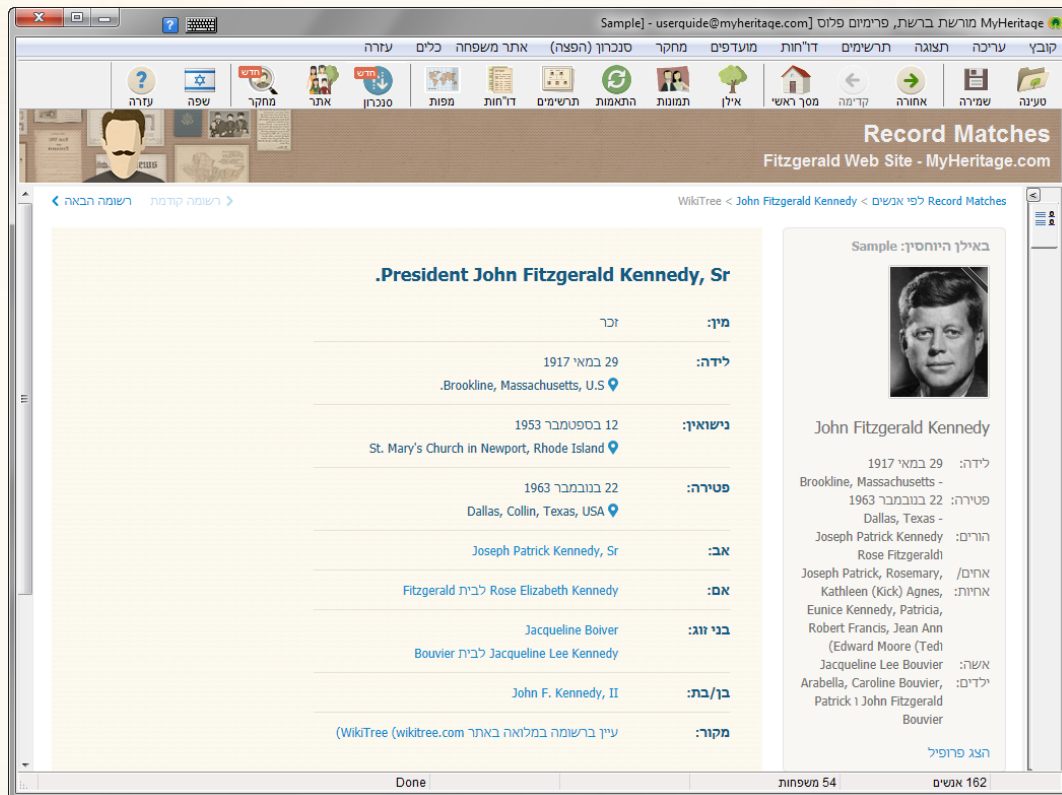 MyHeritage מורשת ברשת, פרימיום פלוס [Sample] - userguide@myheritage.com
קובץ עריכה תצוגה תרשימים דו"חות מועדפים מחקר סנכרון (הפצה) אתר משפחה כלים עזרה
חדש חדש
טעינה שמירה אחורה קדימה מסך ראשי אילן תמונות התאמות תרשימים דו"חות מפות סנכרון אתר מחקר שפה עזרה
Record Matches
Fitzgerald Web Site - MyHeritage.com
Record Matches לפי אנשים > John Fitzgerald Kennedy > WikiTree
רשומה קודמת רשומה הבאה
באילן היוחסין: Sample
John Fitzgerald Kennedy
לידה: 29 במאי 1917
Brookline, Massachusetts -
פטירה: 22 בנובמבר 1963
Dallas, Texas -
הורים: Joseph Patrick Kennedy
Rose Fitzgeraldו
אחים/ Joseph Patrick, Rosemary,
אחיות: Kathleen (Kick) Agnes,
Eunice Kennedy, Patricia,
Robert Francis, Jean Ann
(Edward Moore (Tedו
אשה: Jacqueline Lee Bouvier
ילדים: Arabella, Caroline Bouvier,
Patrick ו John Fitzgerald
Bouvier
הצג פרופיל
.President John Fitzgerald Kennedy, Sr
מין: זכר
לידה: 29 במאי 1917
.Brookline, Massachusetts, U.S
נישואין: 12 בספטמבר 1953
St. Mary's Church in Newport, Rhode Island
פטירה: 22 בנובמבר 1963
Dallas, Collin, Texas, USA
אב: Joseph Patrick Kennedy, Sr
אם: Rose Elizabeth Kennedy לבית Fitzgerald
בני זוג: Jacqueline Boiver
Jacqueline Lee Kennedy לבית Bouvier
בן/בת: John F. Kennedy, II
מקור: עיין ברשומה במלואה באתר WikiTree (wikitree.com)
162 אנשים 54 משפחות Done